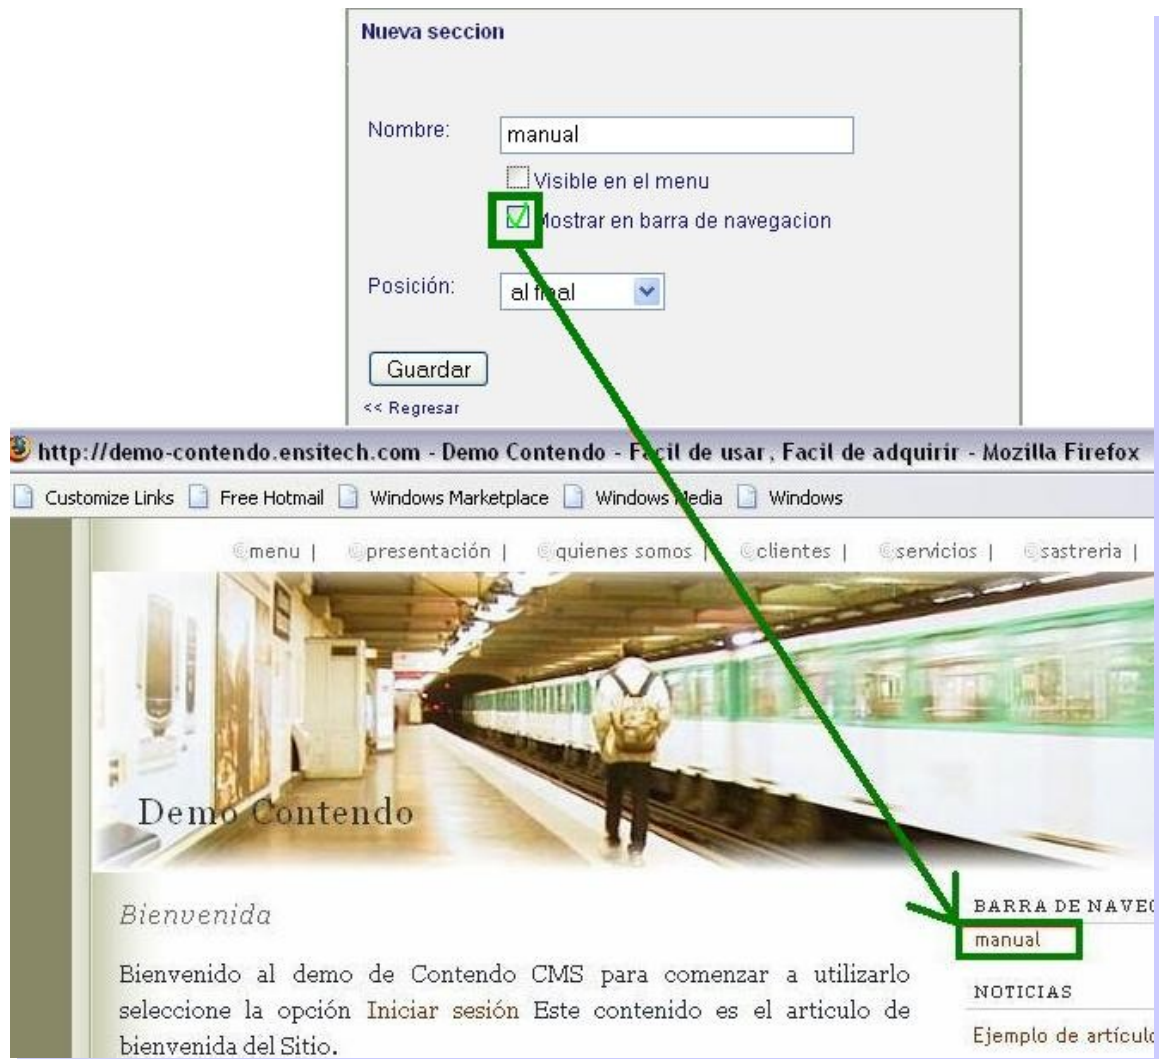 Nueva seccion
Nombre: manual
Visible en el menu
Mostrar en barra de navegacion
Posición: al final
Guardar
<< Regresar
http://demo-contendo.ensitech.com - Demo Contendo - Facil de usar, Facil de adquirir - Mozilla Firefox
Customize Links Free Hotmail Windows Marketplace Windows Media Windows
©menu | ©presentación | ©quienes somos | ©clientes | ©servicios | ©sastreria |
Demo Contendo
Bienvenida
Bienvenido al demo de Contendo CMS para comenzar a utilizarlo
seleccione la opción Iniciar sesión Este contenido es el articulo de
bienvenida del Sitio.
BARRA DE NAVEG
manual
NOTICIAS
Ejemplo de artículo